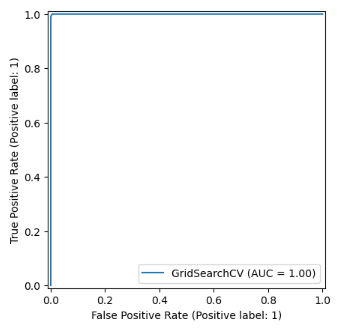 1.0
0.8
0.6
0.4
0.2
0.0
True Positive Rate (Positive label: 1)
GridSearchCV (AUC = 1.00)
0.0 0.2 0.4 0.6 0.8 1.0
False Positive Rate (Positive label: 1)